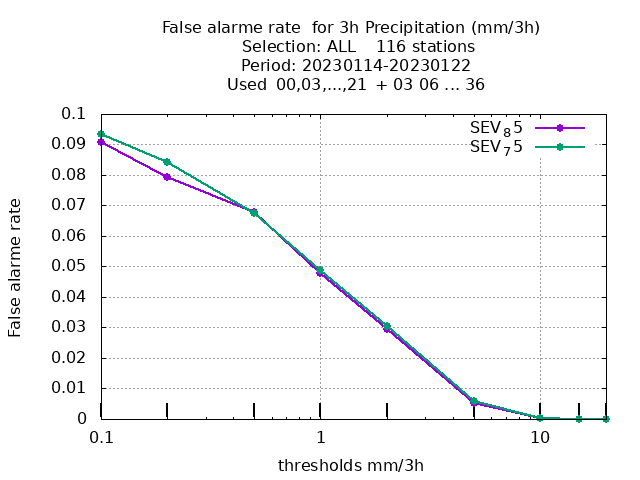 False alarme rate  for 3h Precipitation (mm/3h)
Selection: ALL    116 stations
Period: 20230114-20230122
Used  00,03,...,21  + 03 06 ... 36
SEV₈5
SEV₇5
0.1
0.09
0.08
0.07
0.06
0.05
0.04
0.03
0.02
0.01
0
False alarme rate
0.1 1 10
thresholds mm/3h